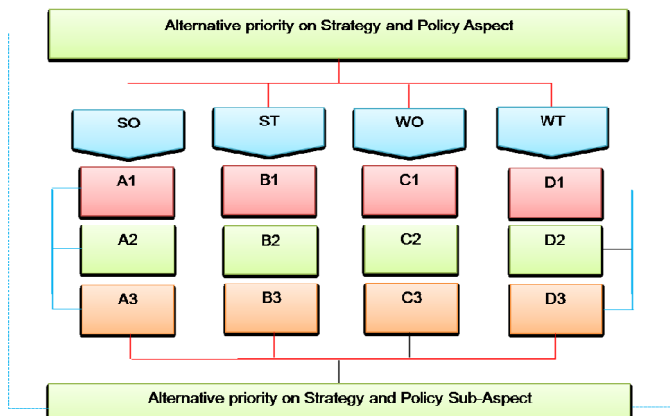 Alternative priority on Strategy and Policy Aspect
SO ST WO WT
A1 B1 C1 D1
A2 B2 C2 D2
A3 B3 C3 D3
Alternative priority on Strategy and Policy Sub-Aspect